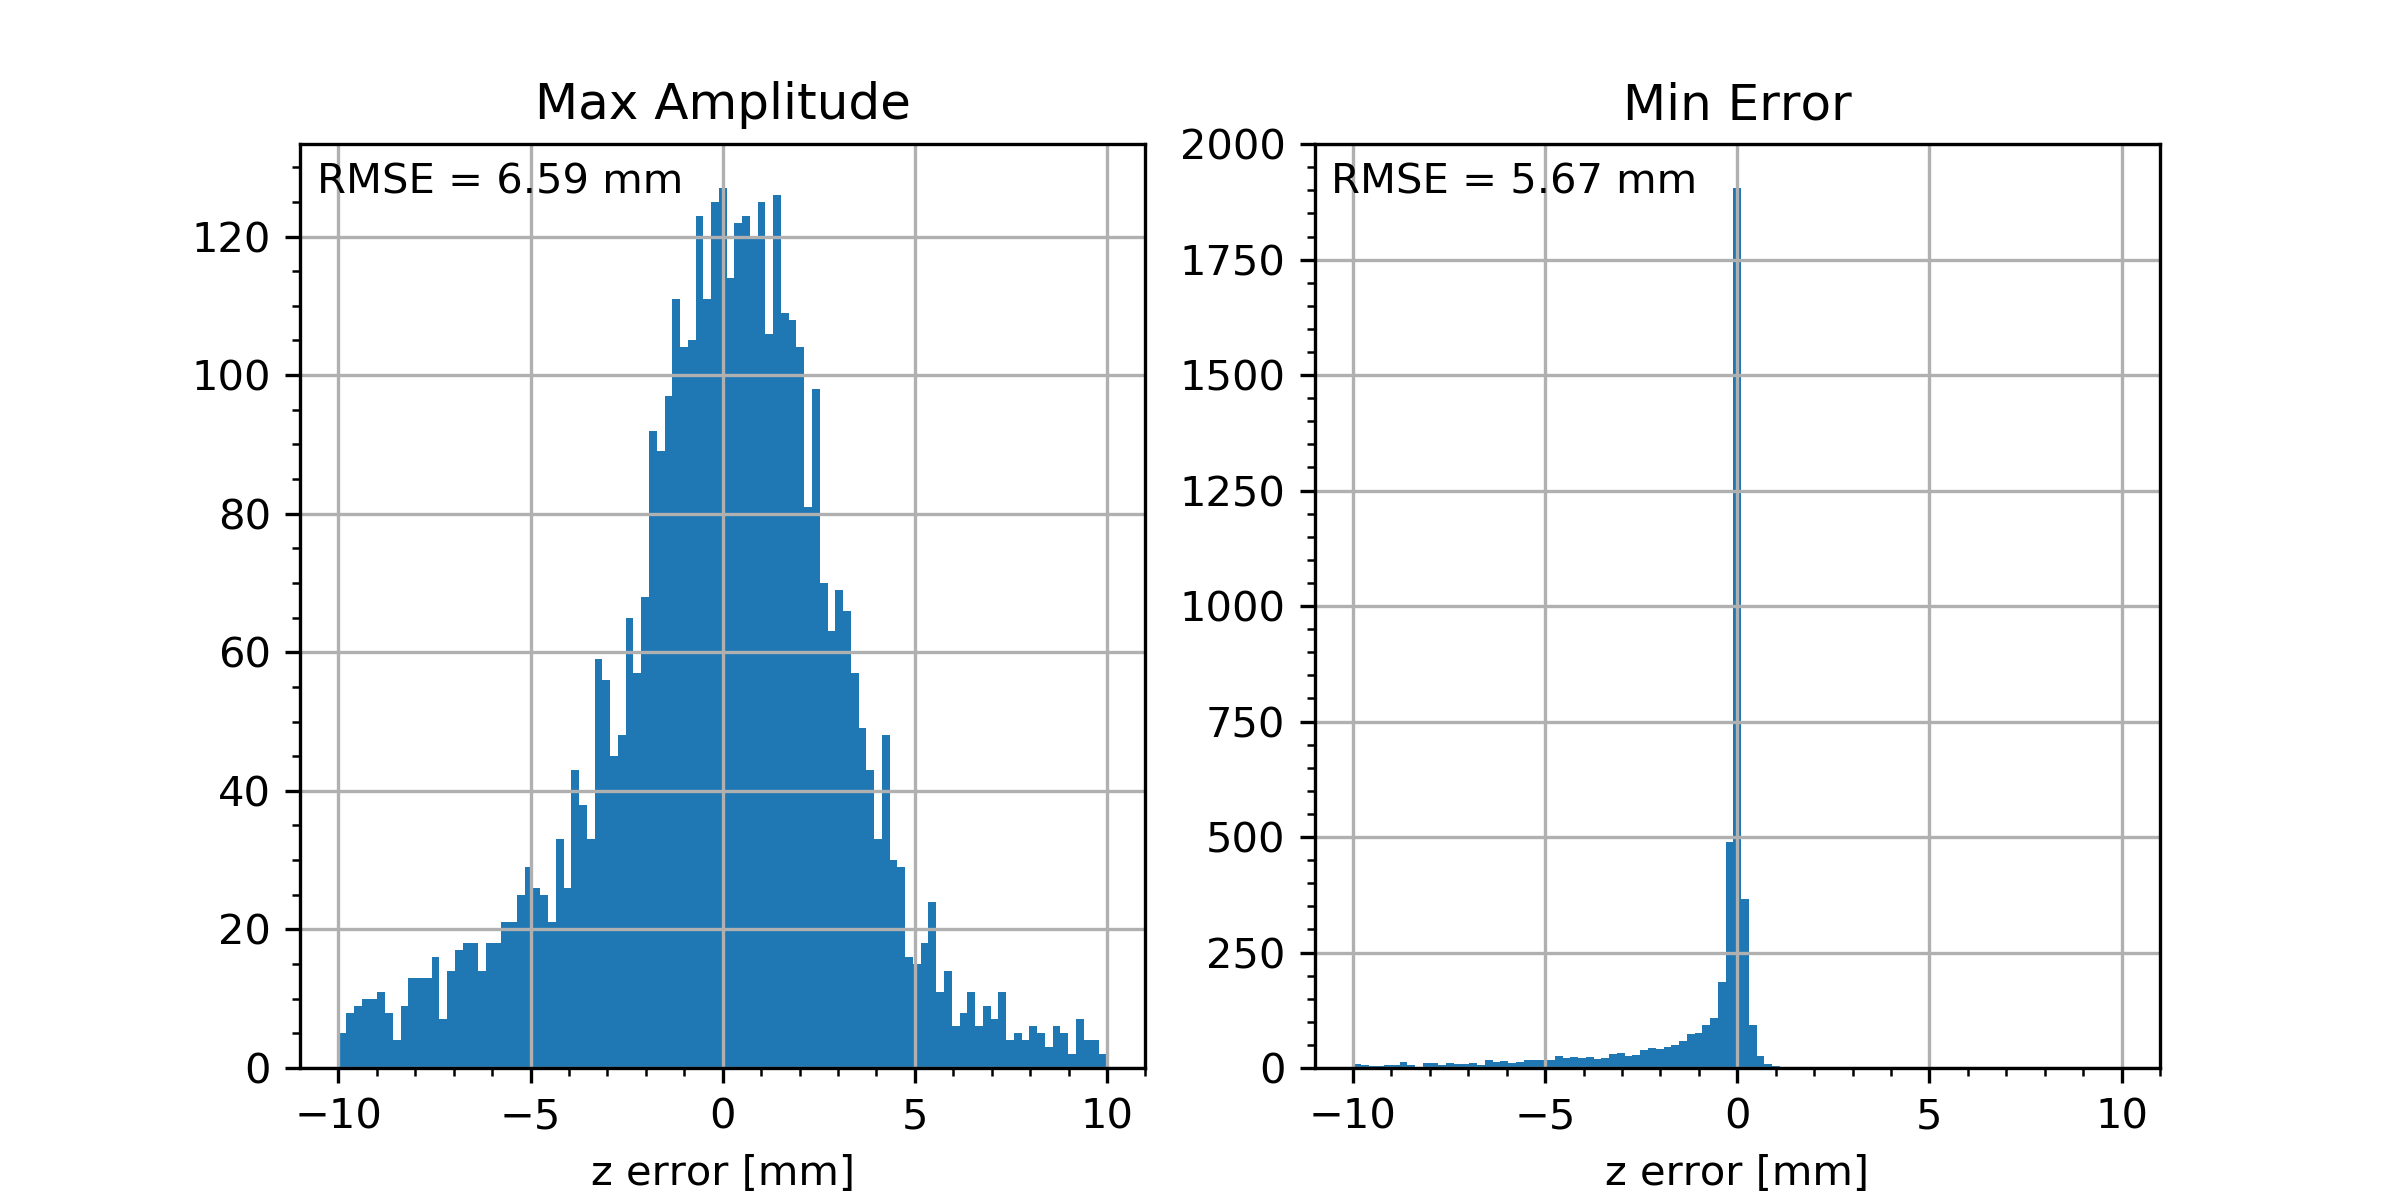 Max Amplitude
RMSE = 6.59 mm
120
100
80
60
40
20
0
−10 −5 0 5 10
z error [mm]
Min Error
RMSE = 5.67 mm
2000
1750
1500
1250
1000
750
500
250
0
−10 −5 0 5 10
z error [mm]